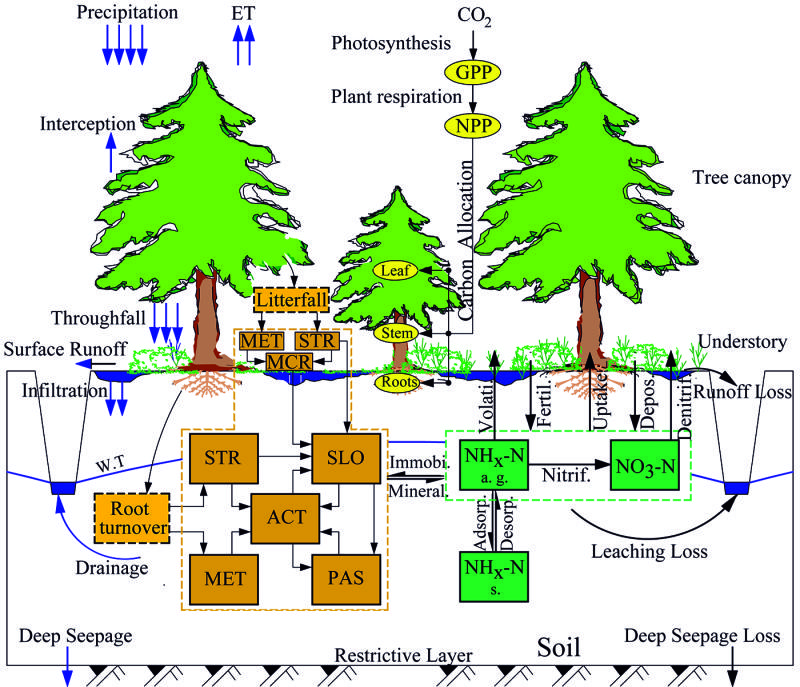 Precipitation
ET
CO2
Photosynthesis
GPP
Plant respiration
NPP
Interception
Tree canopy
Carbon Allocation
Leaf
Litterfall
Throughfall
Stem
MET
STR
MCR
Surface Runoff
Understory
Infiltration
Roots
Volati.
Fertil.
Uptake
Depos.
Denitrif.
Runoff Loss
W.T
STR
SLO
Immobi.
Mineral.
NHx-N
a. g.
Nitrif.
NO3-N
Root
turnover
ACT
Adsorp.
Desorp.
Leaching Loss
Drainage
MET
PAS
NHx-N
s.
Deep Seepage
Restrictive Layer
Soil
Deep Seepage Loss